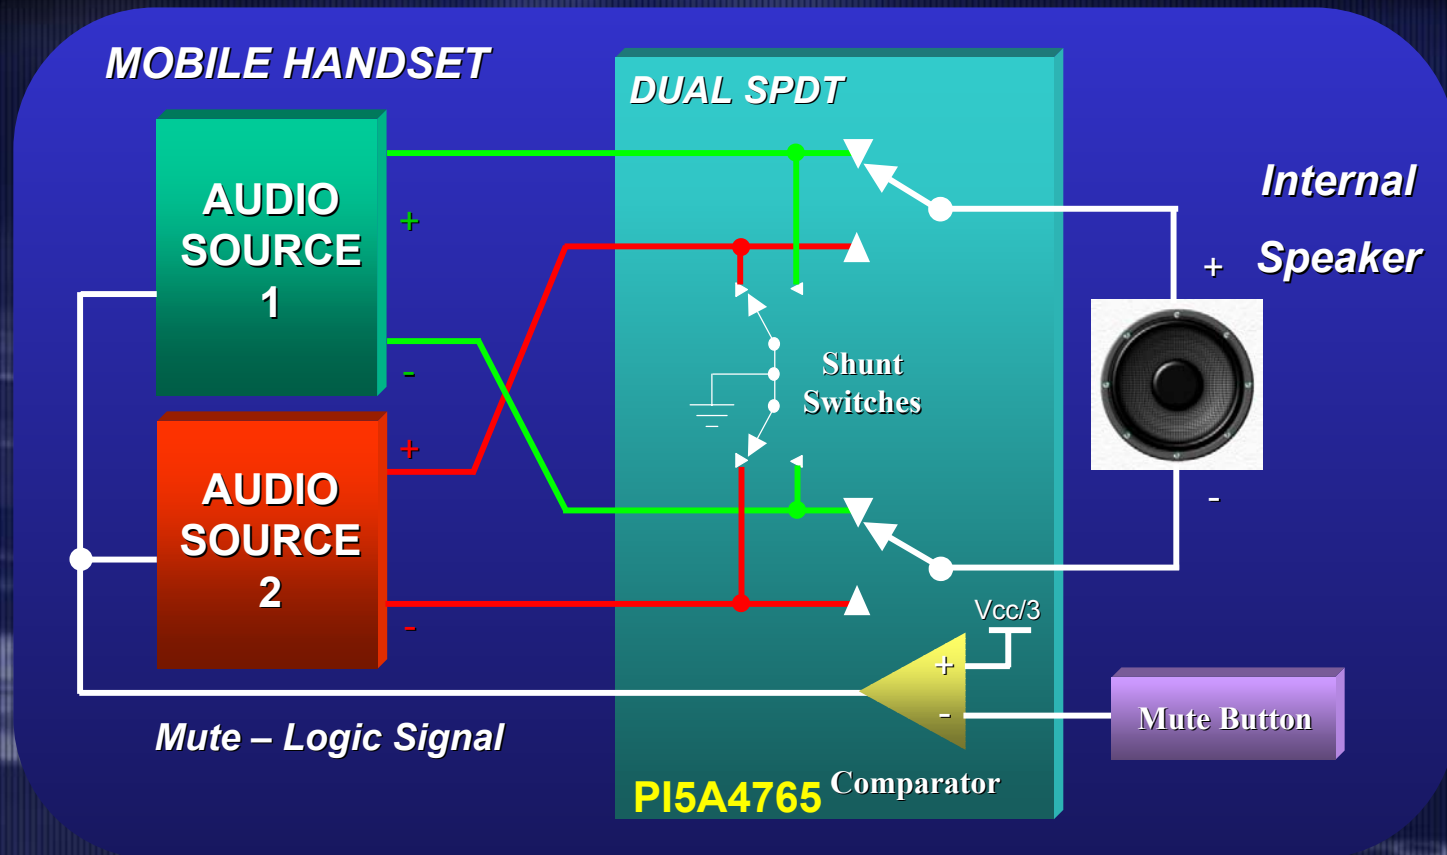 MOBILE HANDSET
DUAL SPDT
AUDIO
SOURCE
1
+
-
Internal
Speaker
+
-
Shunt
Switches
AUDIO
SOURCE
2
+
-
Vcc/3
+
-
Mute Button
Mute – Logic Signal
Comparator
PI5A4765